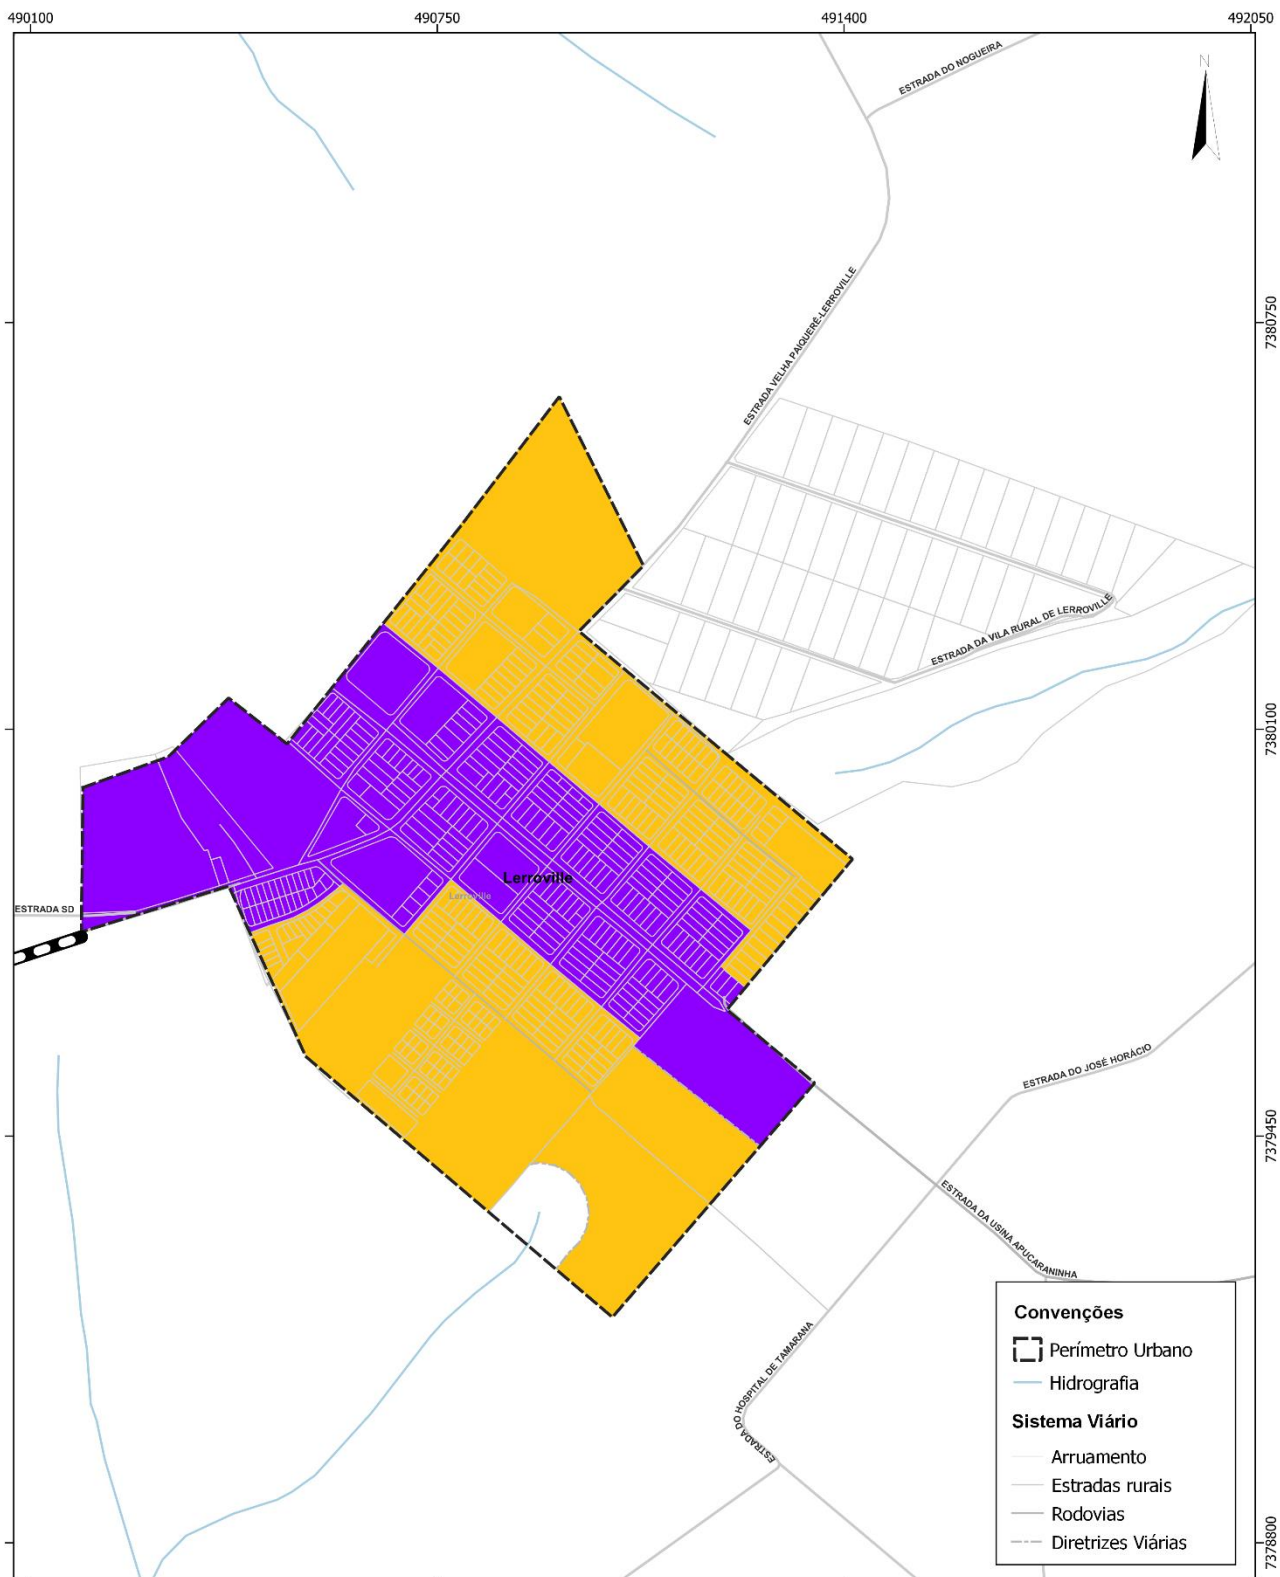 490100
490750
491400
492050
ESTRADA DO NOGUEIRA
N
ESTRADA VELHA PAIQUERÊ-LERROVILLE
7380750
ESTRADA DA VILA RURAL DE LERROVILLE
7380100
Lerroville
Lerroville
ESTRADA SD
ESTRADA DO JOSÉ HORÁCIO
7379450
ESTRADA DA USINA APUCARANINHA
ESTRADA DO HOSPITAL DE TAMARANA
ESTRADA
Convenções
Perímetro Urbano
Hidrografia
Sistema Viário
Arruamento
Estradas rurais
Rodovias
Diretrizes Viárias
7378800